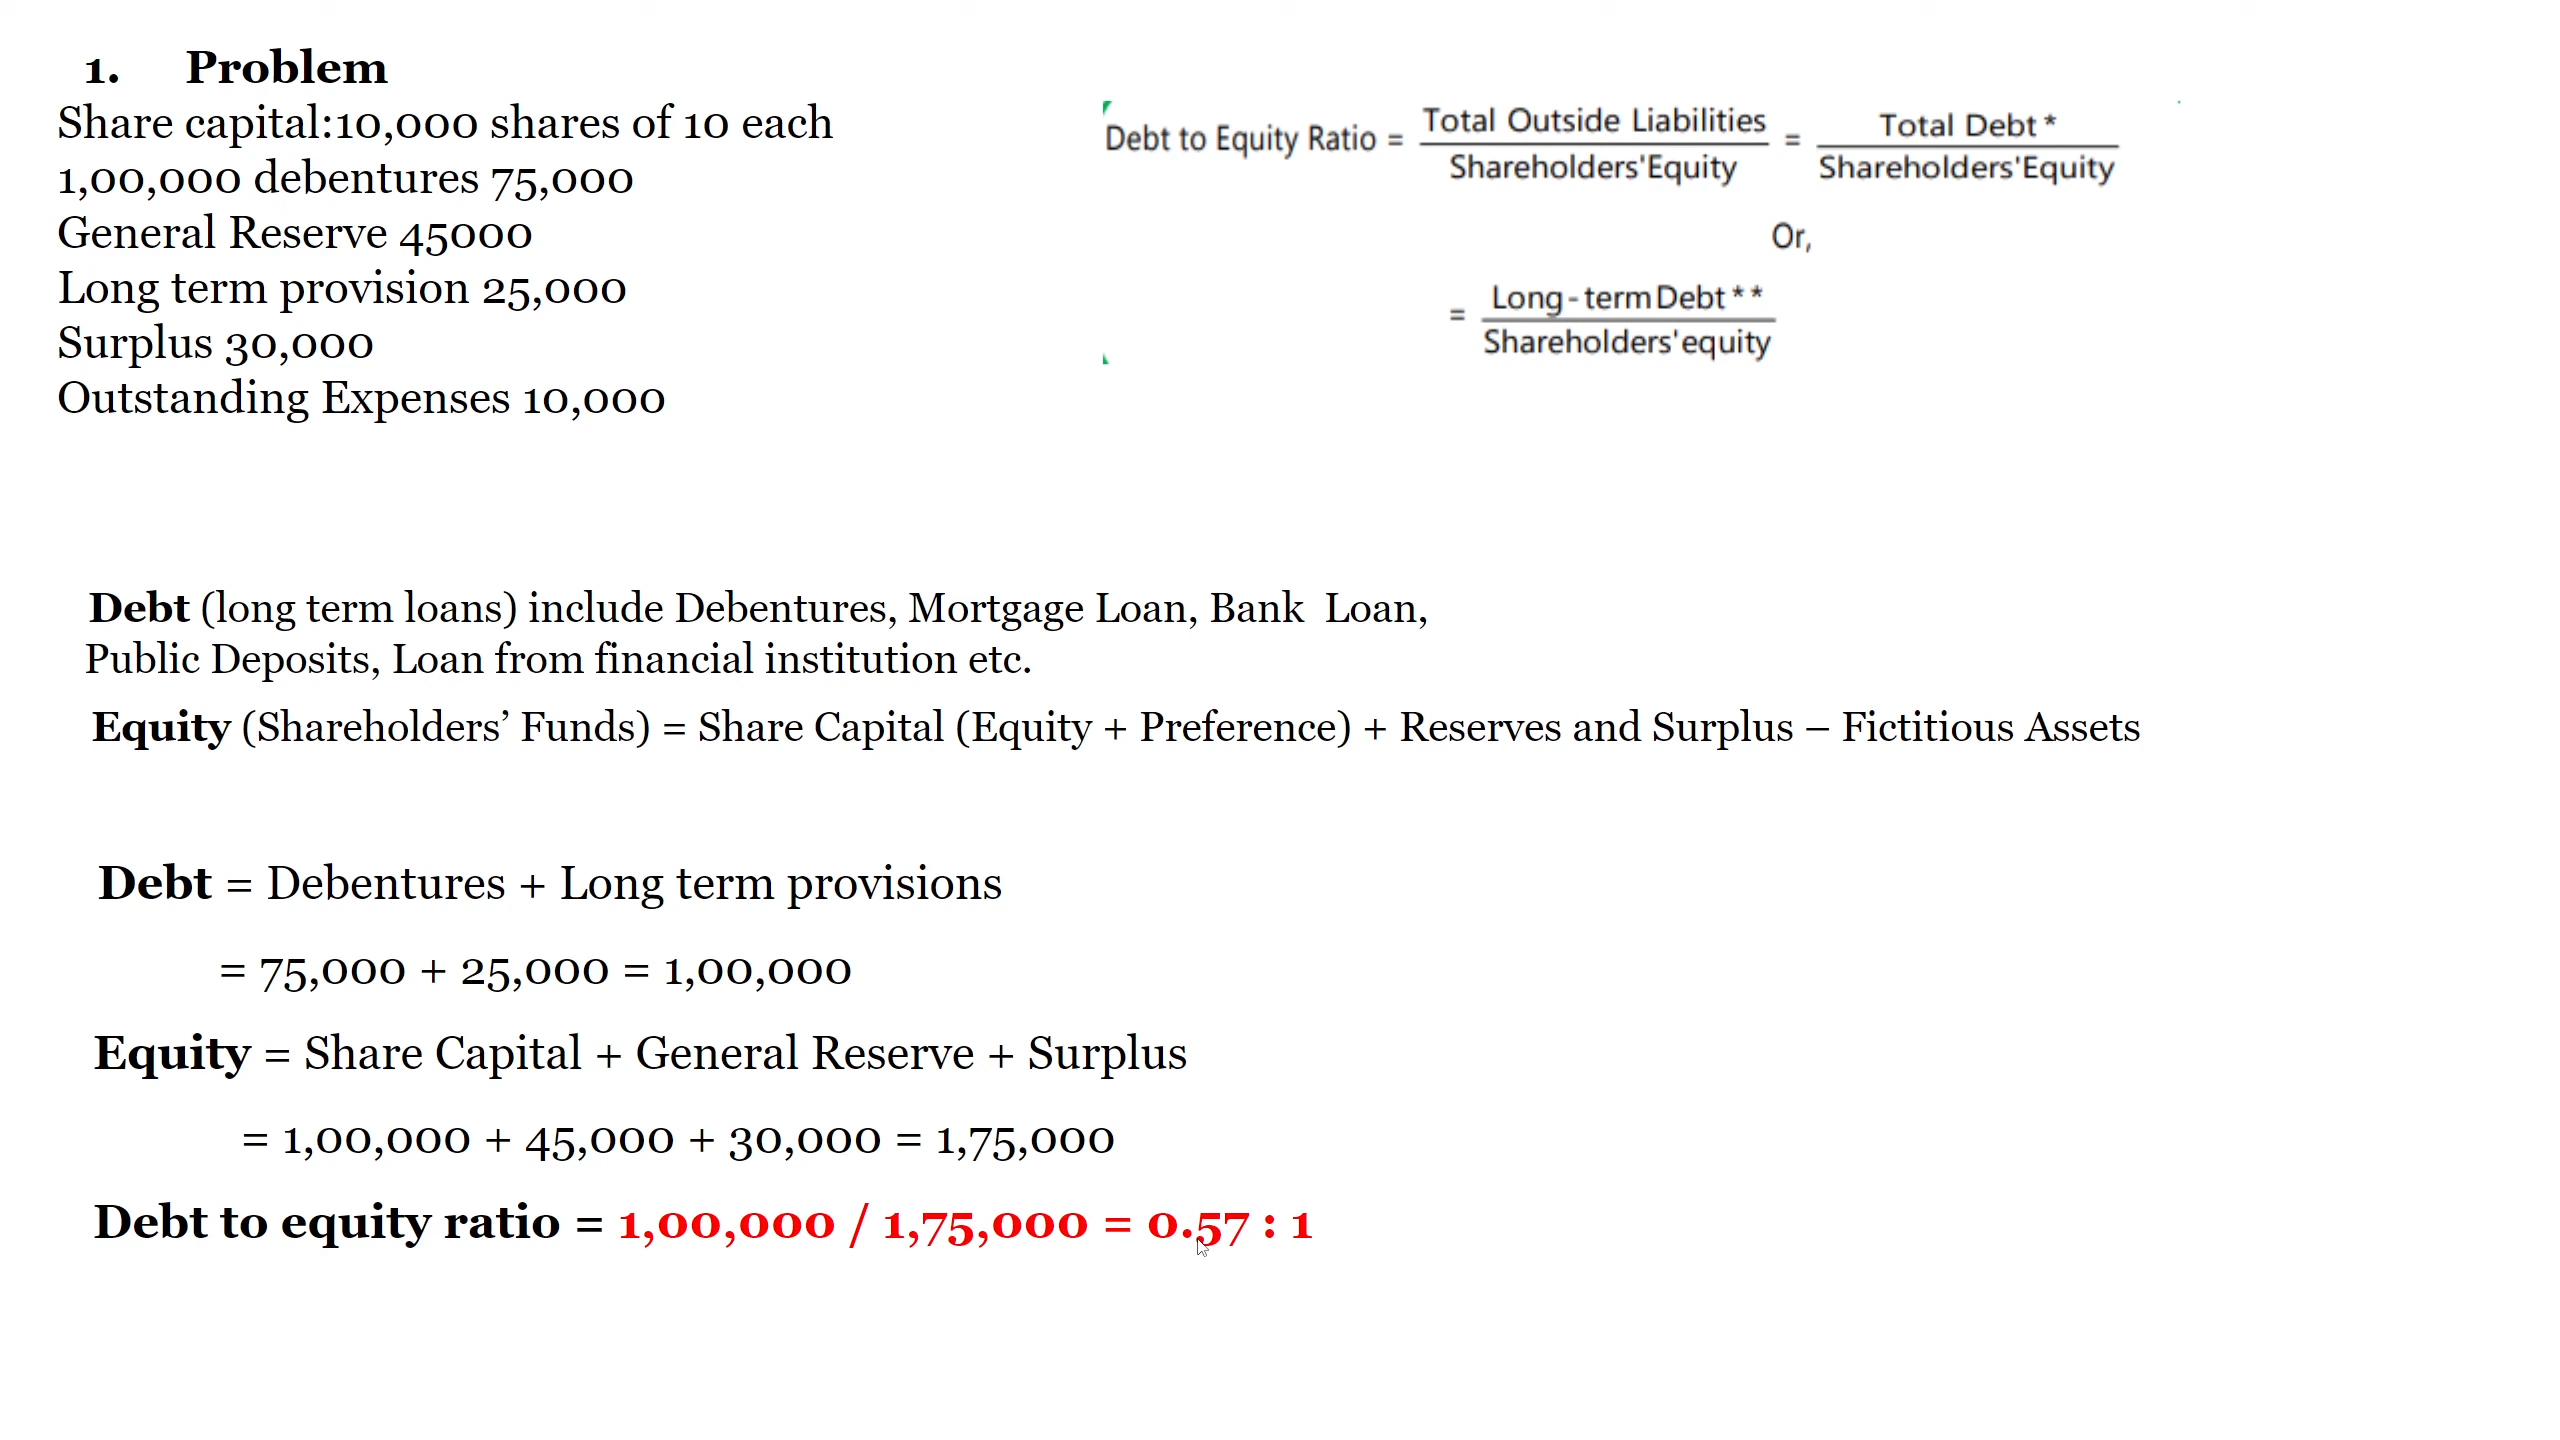 1. Problem
Share capital:10,000 shares of 10 each
1,00,000 debentures 75,000
General Reserve 45000
Long term provision 25,000
Surplus 30,000
Outstanding Expenses 10,000
Debt to Equity Ratio = Total Outside Liabilities / Shareholders'Equity = Total Debt * / Shareholders'Equity
Or,
= Long-term Debt ** / Shareholders'equity
Debt (long term loans) include Debentures, Mortgage Loan, Bank Loan,
Public Deposits, Loan from financial institution etc.
Equity (Shareholders’ Funds) = Share Capital (Equity + Preference) + Reserves and Surplus – Fictitious Assets
Debt = Debentures + Long term provisions
= 75,000 + 25,000 = 1,00,000
Equity = Share Capital + General Reserve + Surplus
= 1,00,000 + 45,000 + 30,000 = 1,75,000
Debt to equity ratio = 1,00,000 / 1,75,000 = 0.57 : 1